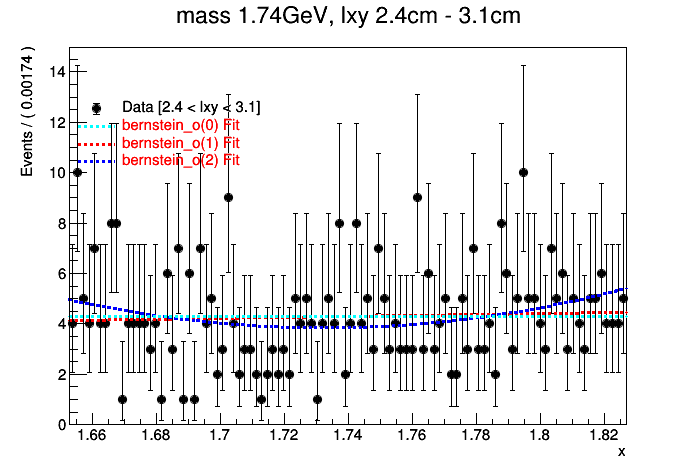 mass 1.74GeV, lxy 2.4cm - 3.1cm
Events / ( 0.00174 )
14
12
10
8
6
4
2
0
Data [2.4 < lxy < 3.1]
bernstein_o(0) Fit
bernstein_o(1) Fit
bernstein_o(2) Fit
1.66 1.68 1.7 1.72 1.74 1.76 1.78 1.8 1.82
x